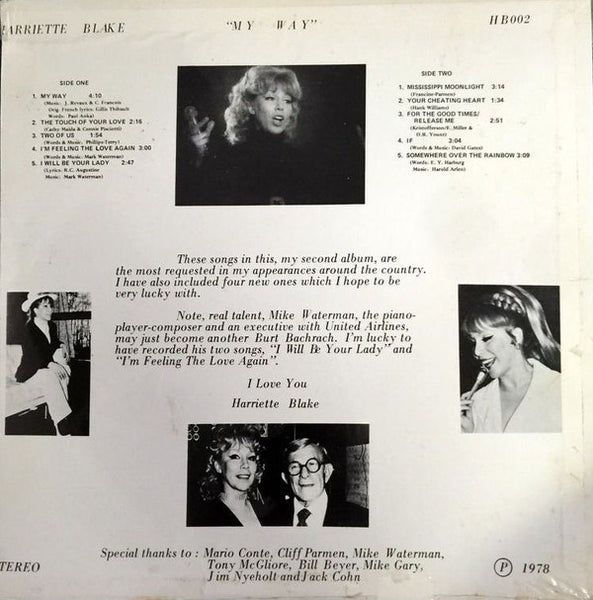 HARRIETTE BLAKE
"MY WAY"
HB002
SIDE ONE
1. MY WAY 4:10
(Music: J. Revaux & C. Francois
Orig. French lyrics Gillis Thibault
Words: Paul Anka)
2. THE TOUCH OF YOUR LOVE 2:16
(Cathy Maida & Connie Pisciotti)
3. TWO OF US 1:54
(Words & Music: Phillips-Terry)
4. I'M FEELING THE LOVE AGAIN 3:00
(Words & Music: Mark Waterman)
5. I WILL BE YOUR LADY 2:47
(Lyrics: R.C. Augustine
Music: Mark Waterman)
SIDE TWO
1. MISSISSIPPI MOONLIGHT 3:14
(Francine-Parmen)
2. YOUR CHEATING HEART 1:34
(Hank Williams)
3. FOR THE GOOD TIMES/
RELEASE ME 2:51
(Kristofferson/E. Miller &
D.R. Yount)
4. IF 3:04
(Words & Music: David Gates)
5. SOMEWHERE OVER THE RAINBOW 3:09
(Words: E. Y. Harburg
Music: Harold Arlen)
These songs in this, my second album, are
the most requested in my appearances around the country.
I have also included four new ones which I hope to be
very lucky with.
Note, real talent, Mike Waterman, the piano-
player-composer and an executive with United Airlines,
may just become another Burt Bachrach. I'm lucky to
have recorded his two songs, "I Will Be Your Lady" and
"I'm Feeling The Love Again".
I Love You
Harriette Blake
Special thanks to : Mario Conte, Cliff Parmen, Mike Waterman,
Tony McGliore, Bill Beyer, Mike Gary,
Jim Nyeholt and Jack Cohn
TEREO
Ⓟ 1978